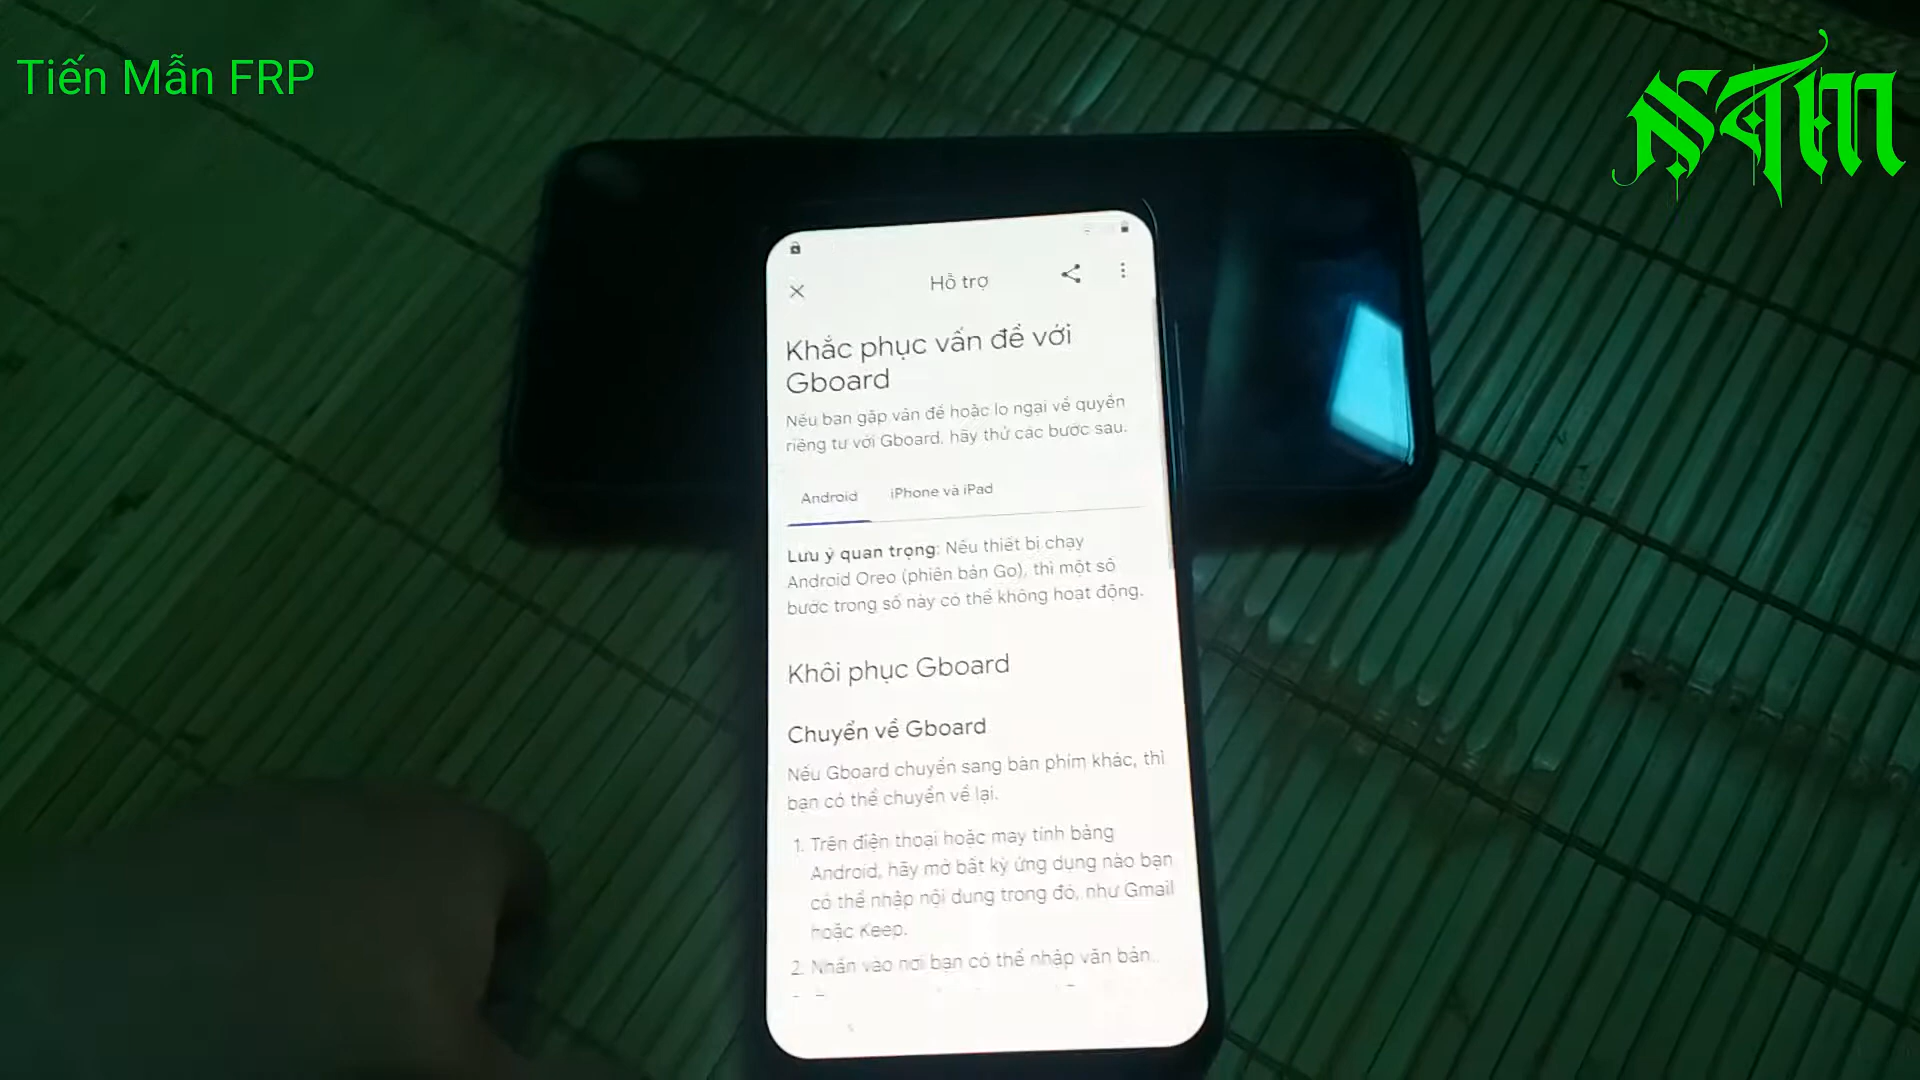 Tiến Mẫn FRP
NTM
Hỗ trợ
Khắc phục vấn đề với
Gboard
Nếu bạn gặp vấn đề hoặc lo ngại về quyền
riêng tư với Gboard, hãy thử các bước sau.
Android
iPhone và iPad
Lưu ý quan trọng: Nếu thiết bị chạy
Android Oreo (phiên bản Go), thì một số
bước trong số này có thể không hoạt động.
Khôi phục Gboard
Chuyển về Gboard
Nếu Gboard chuyển sang bàn phím khác, thì
bạn có thể chuyển về lại.
1. Trên điện thoại hoặc máy tính bảng
Android, hãy mở bất kỳ ứng dụng nào bạn
có thể nhập nội dung trong đó, như Gmail
hoặc Keep.
2. Nhấn vào nơi bạn có thể nhập văn bản.